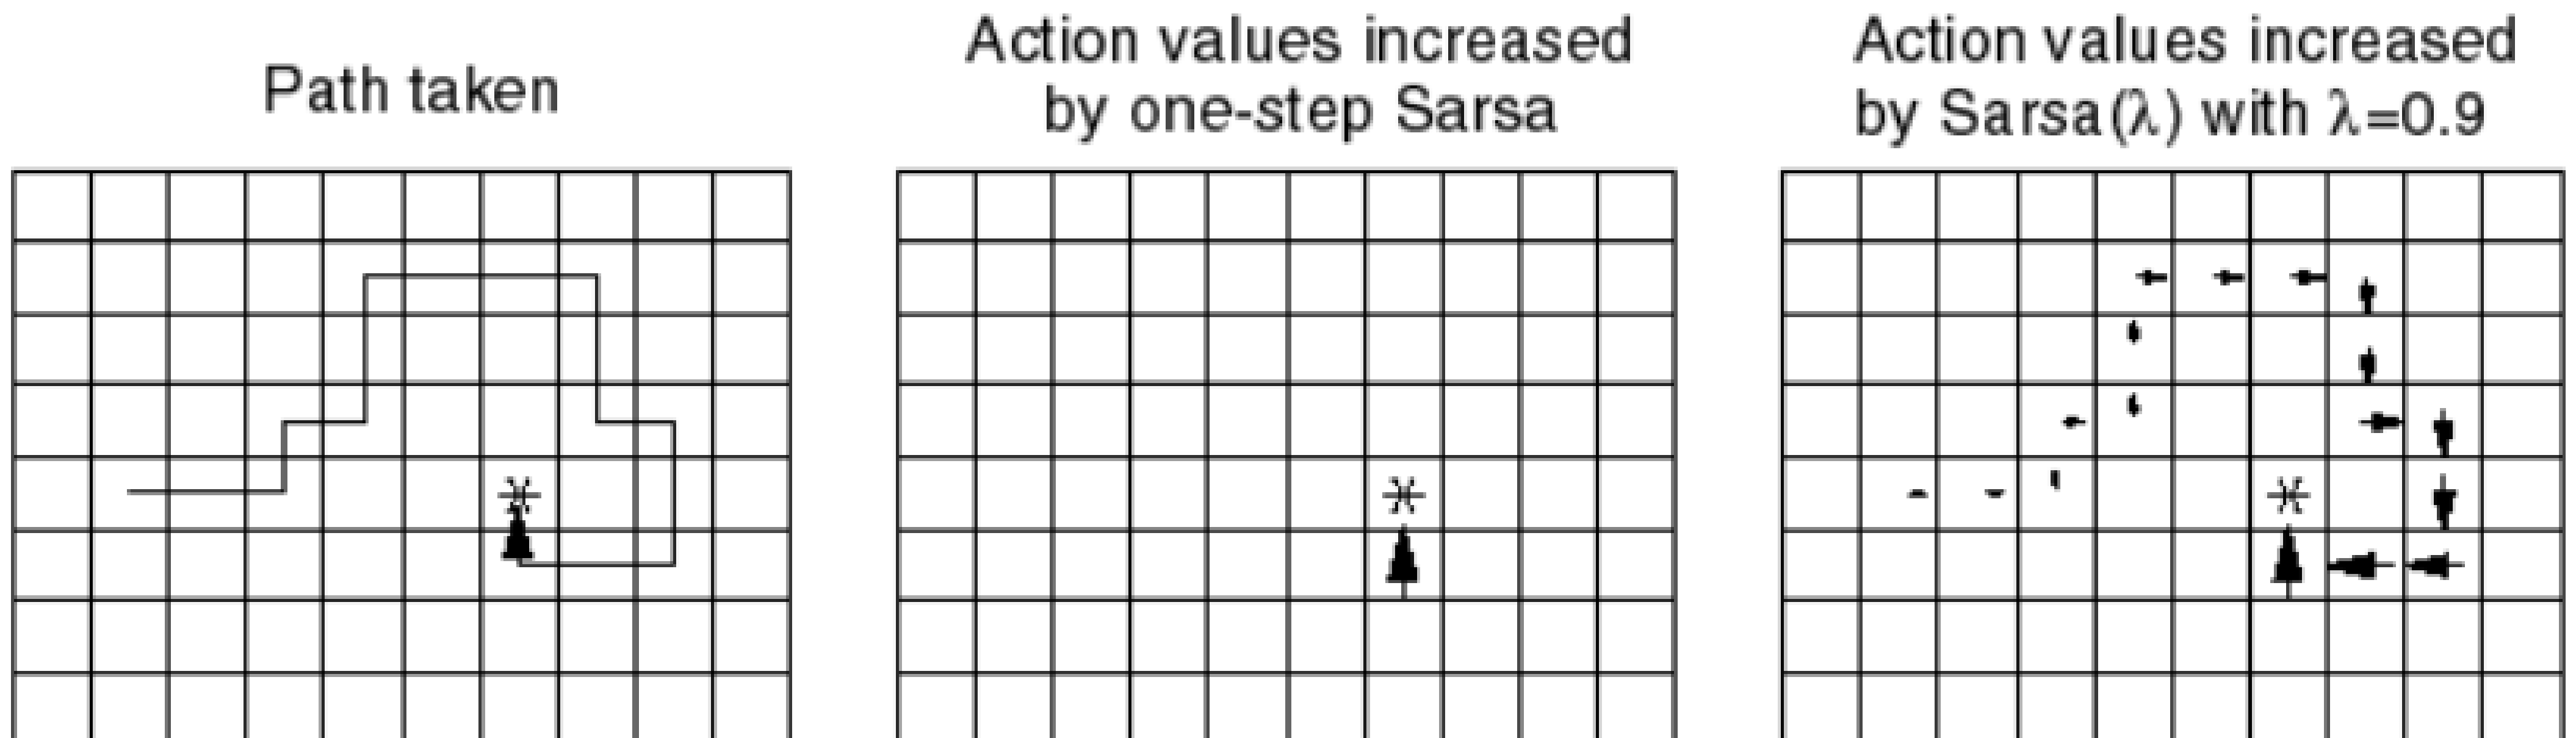 Path taken
Action values increased
by one-step Sarsa
Action values increased
by Sarsa(λ) with λ=0.9